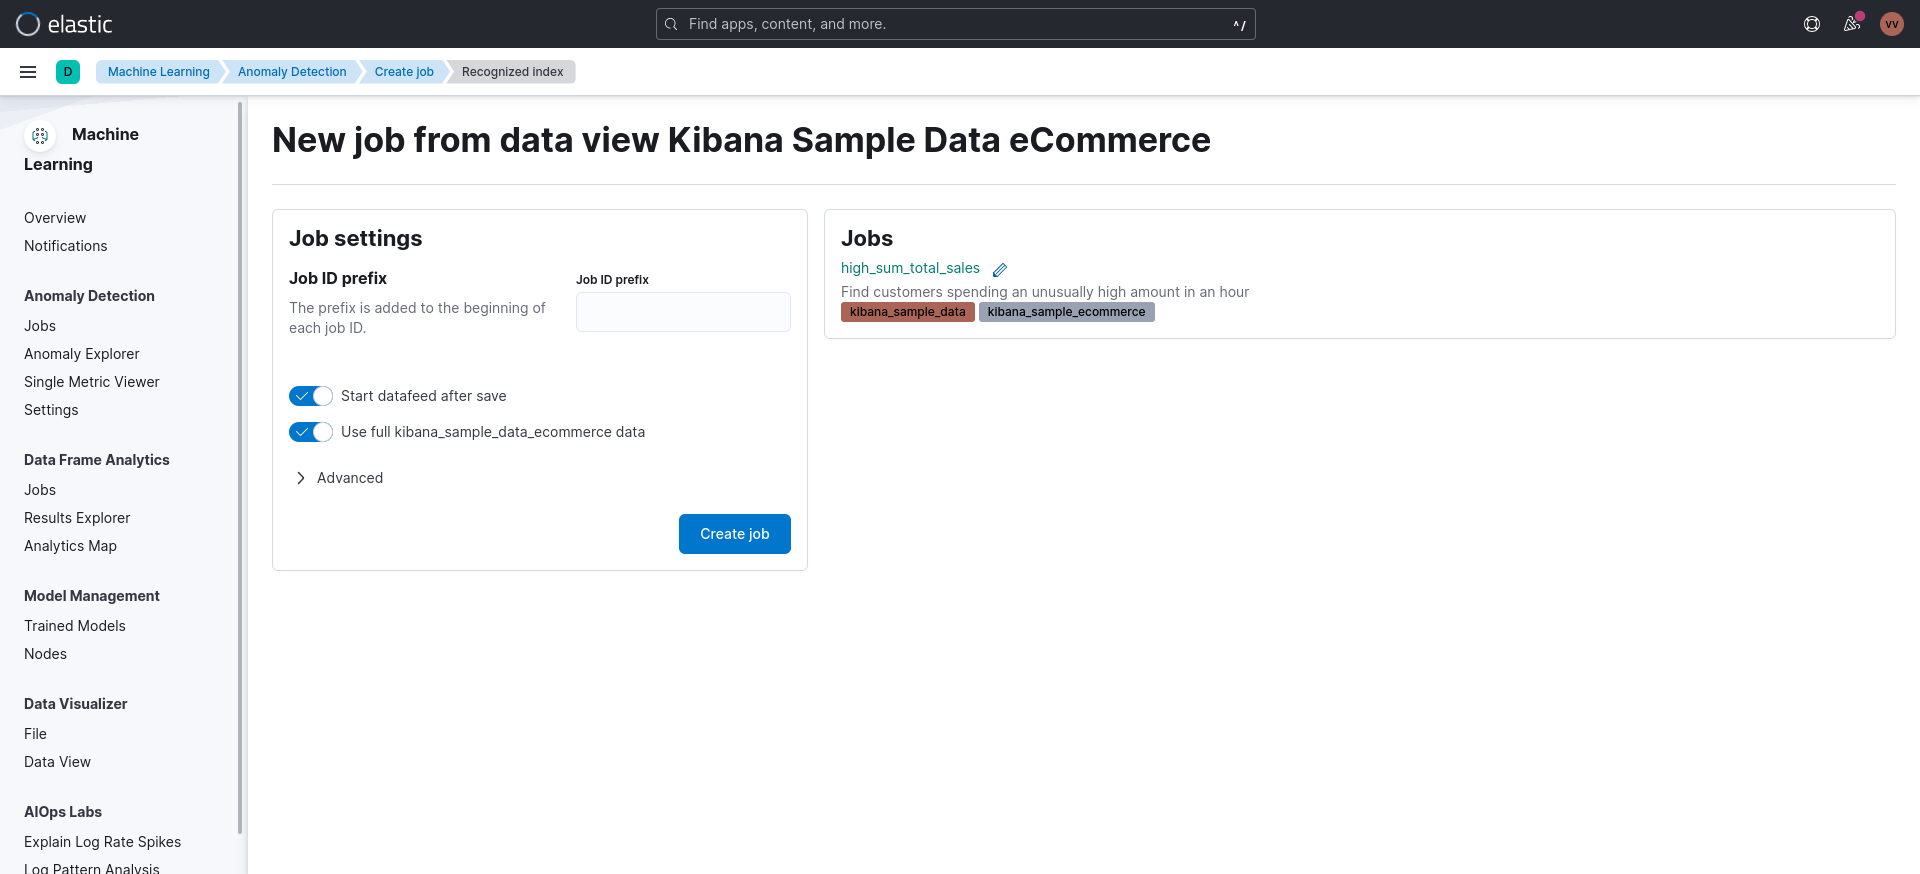 elastic
Find apps, content, and more.
^/
VV
D
Machine Learning
Anomaly Detection
Create job
Recognized index
Machine
Learning
Overview
Notifications
Anomaly Detection
Jobs
Anomaly Explorer
Single Metric Viewer
Settings
Data Frame Analytics
Jobs
Results Explorer
Analytics Map
Model Management
Trained Models
Nodes
Data Visualizer
File
Data View
AIOps Labs
Explain Log Rate Spikes
Log Pattern Analysis
New job from data view Kibana Sample Data eCommerce
Job settings
Job ID prefix
The prefix is added to the beginning of
each job ID.
Job ID prefix
Start datafeed after save
Use full kibana_sample_data_ecommerce data
Advanced
Create job
Jobs
high_sum_total_sales
Find customers spending an unusually high amount in an hour
kibana_sample_data
kibana_sample_ecommerce